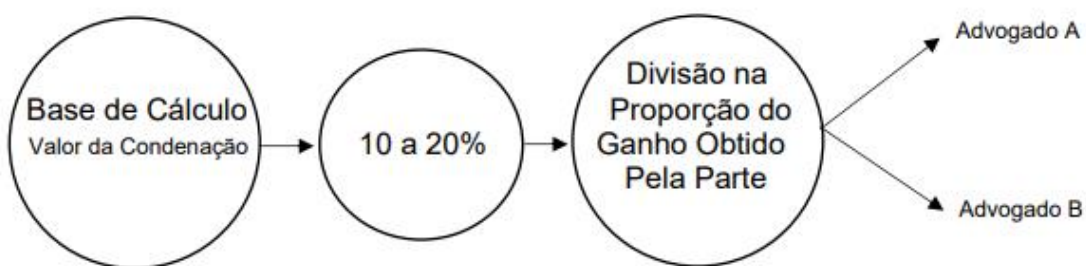 Base de Cálculo
Valor da Condenação
10 a 20%
Divisão na
Proporção do
Ganho Obtido
Pela Parte
Advogado A
Advogado B